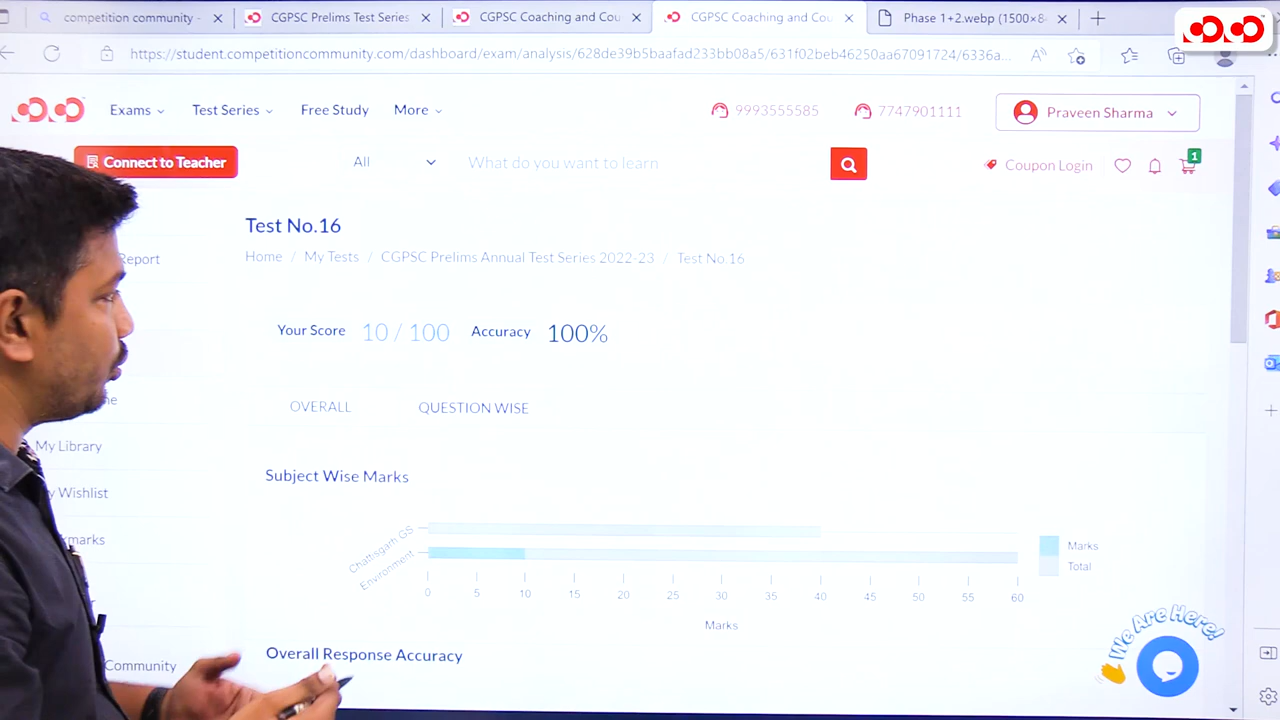 competition community -
CGPSC Prelims Test Series
CGPSC Coaching and Cou
CGPSC Coaching and Cou
Phase 1+2.webp (1500×8
https://student.competitioncommunity.com/dashboard/exam/analysis/628de39b5baafad233bb08a5/631f02beb46250aa67091724/6336a...
Exams
Test Series
Free Study
More
9993555585
7747901111
Praveen Sharma
Connect to Teacher
All
What do you want to learn
Coupon Login
1
Test No.16
Report
Home / My Tests / CGPSC Prelims Annual Test Series 2022-23 / Test No.16
Your Score 10 / 100 Accuracy 100%
OVERALL QUESTION WISE
My Library
Wishlist
Community
Subject Wise Marks
Chattisgarh GS
Environment
Marks
Total
0 5 10 15 20 25 30 35 40 45 50 55 60
Marks
Overall Response Accuracy
We Are Here!